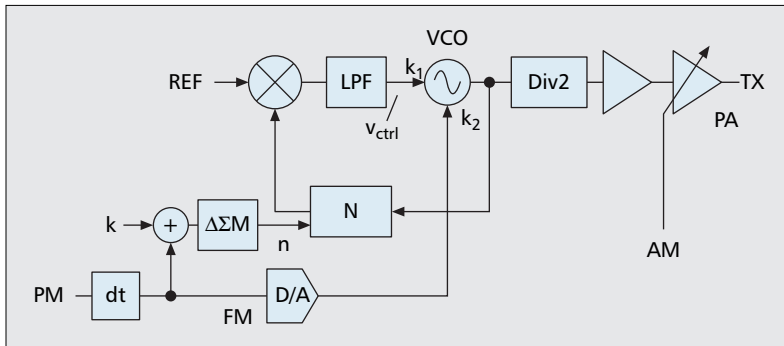 VCO
REF
LPF
k₁
k₂
v_ctrl
Div2
TX
PA
N
k
+
ΔΣM
n
AM
PM
dt
FM
D/A